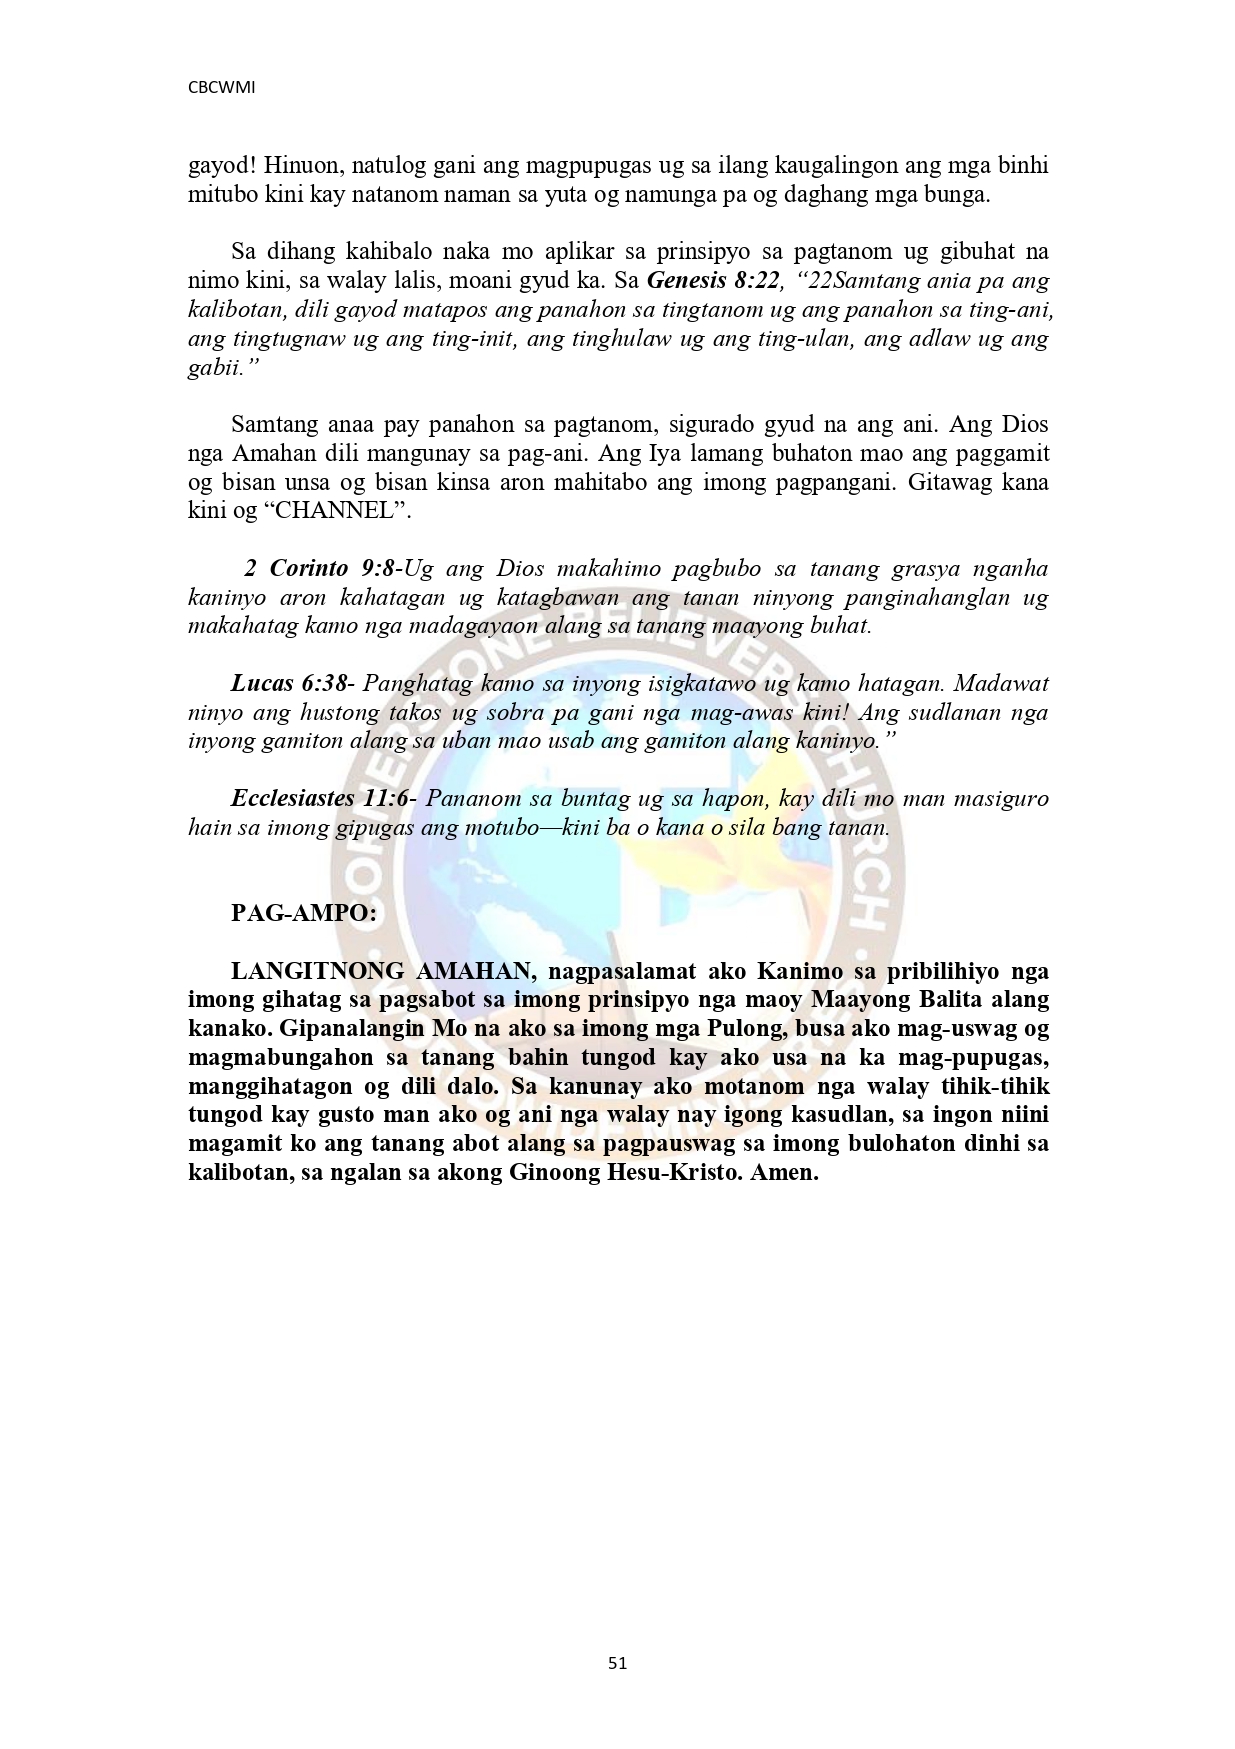 CBCWMI
gayod! Hinuon, natulog gani ang magpupugas ug sa ilang kaugalingon ang mga binhi
mitubo kini kay natanom naman sa yuta og namunga pa og daghang mga bunga.
Sa dihang kahibalo naka mo aplikar sa prinsipyo sa pagtanom ug gibuhat na
nimo kini, sa walay lalis, moani gyud ka. Sa Genesis 8:22, “22Samtang ania pa ang
kalibotan, dili gayod matapos ang panahon sa tingtanom ug ang panahon sa ting-ani,
ang tingtugnaw ug ang ting-init, ang tinghulaw ug ang ting-ulan, ang adlaw ug ang
gabii.”
Samtang anaa pay panahon sa pagtanom, sigurado gyud na ang ani. Ang Dios
nga Amahan dili mangunay sa pag-ani. Ang Iya lamang buhaton mao ang paggamit
og bisan unsa og bisan kinsa aron mahitabo ang imong pagpangani. Gitawag kana
kini og “CHANNEL”.
2 Corinto 9:8-Ug ang Dios makahimo pagbubo sa tanang grasya nganha
kaninyo aron kahatagan ug katagbawan ang tanan ninyong panginahanglan ug
makahatag kamo nga madagayaon alang sa tanang maayong buhat.
Lucas 6:38- Panghatag kamo sa inyong isigkatawo ug kamo hatagan. Madawat
ninyo ang hustong takos ug sobra pa gani nga mag-awas kini! Ang sudlanan nga
inyong gamiton alang sa uban mao usab ang gamiton alang kaninyo.”
Ecclesiastes 11:6- Pananom sa buntag ug sa hapon, kay dili mo man masiguro
hain sa imong gipugas ang motubo—kini ba o kana o sila bang tanan.
PAG-AMPO:
LANGITNONG AMAHAN, nagpasalamat ako Kanimo sa pribilihiyo nga
imong gihatag sa pagsabot sa imong prinsipyo nga maoy Maayong Balita alang
kanako. Gipanalangin Mo na ako sa imong mga Pulong, busa ako mag-uswag og
magmabungahon sa tanang bahin tungod kay ako usa na ka mag-pupugas,
manggihatagon og dili dalo. Sa kanunay ako motanom nga walay tihik-tihik
tungod kay gusto man ako og ani nga walay nay igong kasudlan, sa ingon niini
magamit ko ang tanang abot alang sa pagpauswag sa imong bulohaton dinhi sa
kalibotan, sa ngalan sa akong Ginoong Hesu-Kristo. Amen.
CORNERSTONE BELIEVERS CHURCH
WORLDWIDE MINISTRIES
51